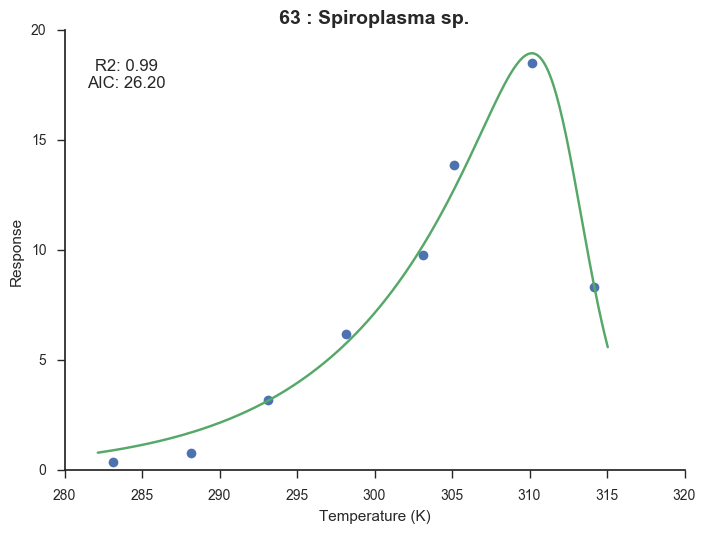 63 : Spiroplasma sp.
R2: 0.99
AIC: 26.20
20
15
10
5
0
Response
280 285 290 295 300 305 310 315 320
Temperature (K)